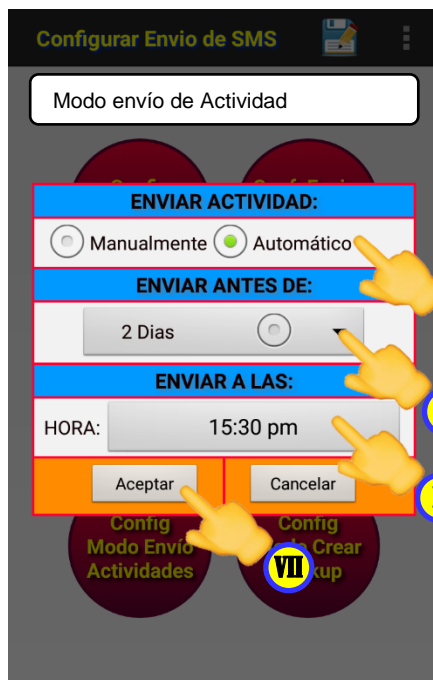 Configurar Envio de SMS
Modo envío de Actividad
ENVIAR ACTIVIDAD:
Manualmente Automático
ENVIAR ANTES DE:
2 Dias
ENVIAR A LAS:
HORA: 15:30 pm
Aceptar Cancelar
Config Config
Modo Envío Crear
Actividades
VII